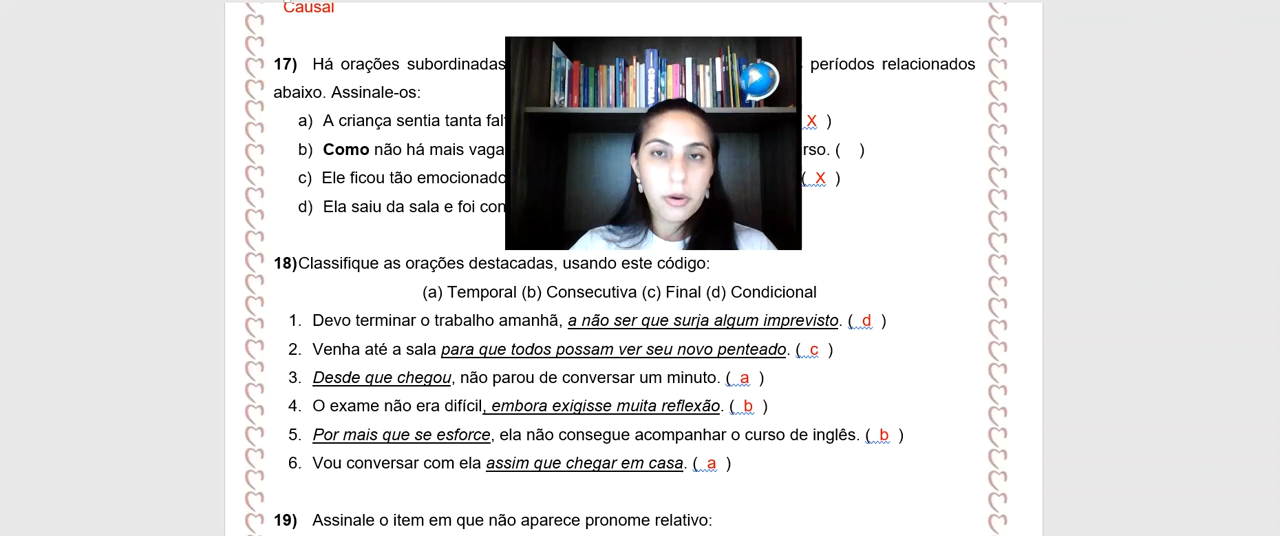 Causal
17) Há orações subordinadas períodos relacionados
abaixo. Assinale-os:
a) A criança sentia tanta ( X )
b) Como não há mais ( )
c) Ele ficou tão emocionado ( X )
d) Ela saiu da sala e foi
18)Classifique as orações destacadas, usando este código:
(a) Temporal (b) Consecutiva (c) Final (d) Condicional
1. Devo terminar o trabalho amanhã, a não ser que surja algum imprevisto. ( d )
2. Venha até a sala para que todos possam ver seu novo penteado. ( c )
3. Desde que chegou, não parou de conversar um minuto. ( a )
4. O exame não era difícil, embora exigisse muita reflexão. ( b )
5. Por mais que se esforce, ela não consegue acompanhar o curso de inglês. ( b )
6. Vou conversar com ela assim que chegar em casa. ( a )
19) Assinale o item em que não aparece pronome relativo: